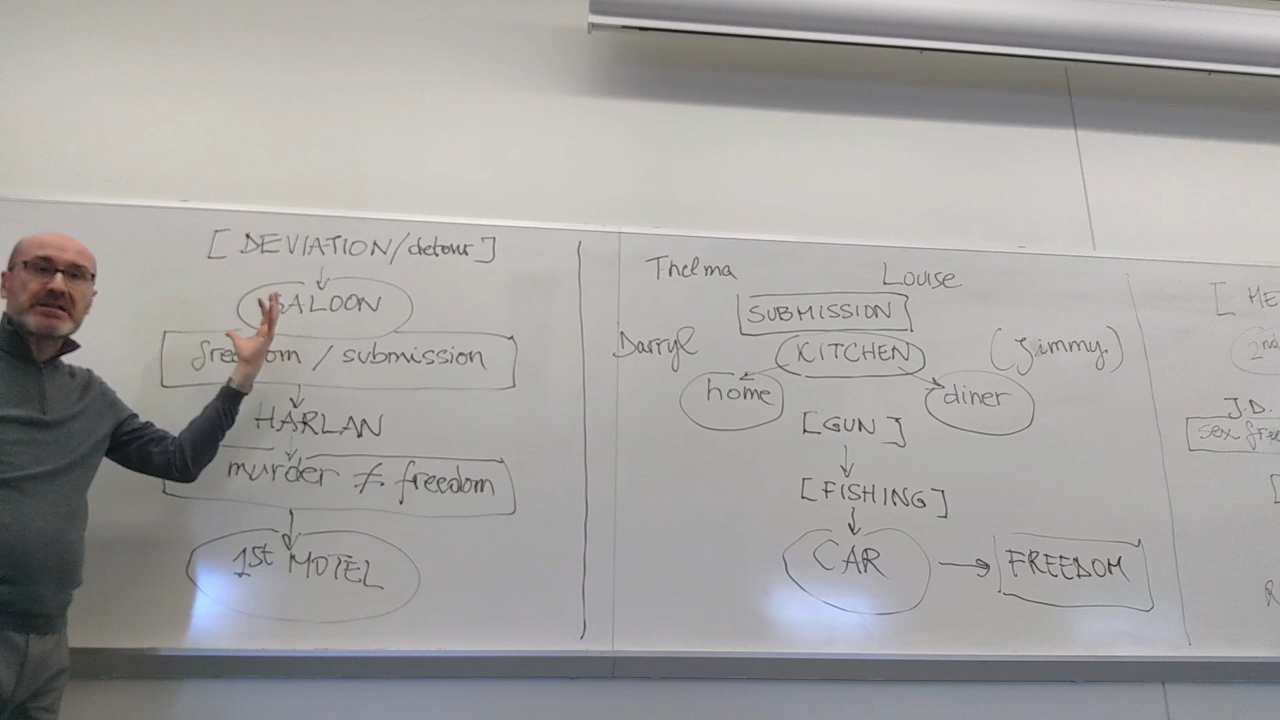 [DEVIATION/detour]
SALOON
freedom / submission
HARLAN
murder ≠ freedom
1st MOTEL
Thelma Louise
SUBMISSION
Darryl KITCHEN (Jimmy)
home diner
[GUN]
[FISHING]
CAR → FREEDOM
[ME
2nd
J.D.
sex
[
R